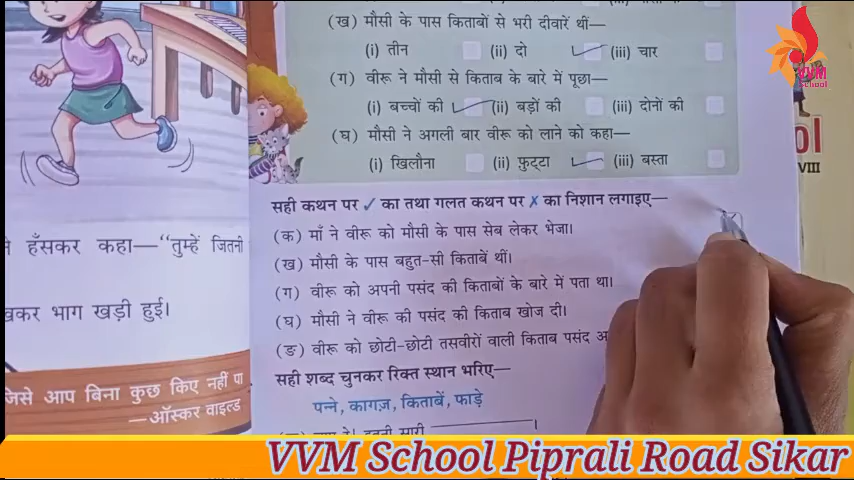 (ख) मौसी के पास किताबों से भरी दीवारें थीं—
(i) तीन (ii) दो (iii) चार
(ग) वीरू ने मौसी से किताब के बारे में पूछा—
(i) बच्चों की (ii) बड़ों की (iii) दोनों की
(घ) मौसी ने अगली बार वीरू को लाने को कहा—
(i) खिलौना (ii) फ़ुट्टा (iii) बस्ता
सही कथन पर ✓ का तथा गलत कथन पर ✗ का निशान लगाइए—
(क) माँ ने वीरू को मौसी के पास सेब लेकर भेजा।
(ख) मौसी के पास बहुत-सी किताबें थीं।
(ग) वीरू को अपनी पसंद की किताबों के बारे में पता था।
(घ) मौसी ने वीरू की पसंद की किताब खोज दी।
(ङ) वीरू को छोटी-छोटी तसवीरों वाली किताब पसंद
सही शब्द चुनकर रिक्त स्थान भरिए—
पन्ने, कागज़, किताबें, फाड़े
हँसकर कहा—"तुम्हें जितनी
भाग खड़ी हुई।
जिसे आप बिना कुछ किए नहीं पा
—ऑस्कर वाइल्ड
VVM
School
VIII
VVM School Piprali Road Sikar